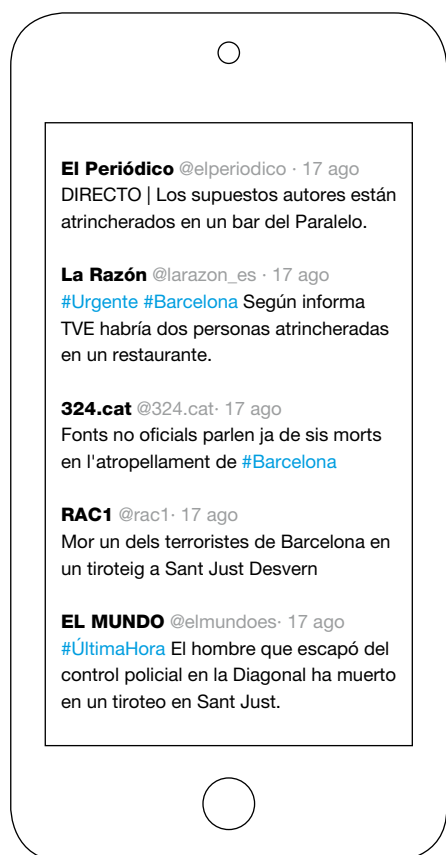 El Periódico @elperiodico · 17 ago
DIRECTO | Los supuestos autores están
atrincherados en un bar del Paralelo.
La Razón @larazon_es · 17 ago
#Urgente #Barcelona Según informa
TVE habría dos personas atrincheradas
en un restaurante.
324.cat @324.cat· 17 ago
Fonts no oficials parlen ja de sis morts
en l'atropellament de #Barcelona
RAC1 @rac1· 17 ago
Mor un dels terroristes de Barcelona en
un tiroteig a Sant Just Desvern
EL MUNDO @elmundoes· 17 ago
#ÚltimaHora El hombre que escapó del
control policial en la Diagonal ha muerto
en un tiroteo en Sant Just.